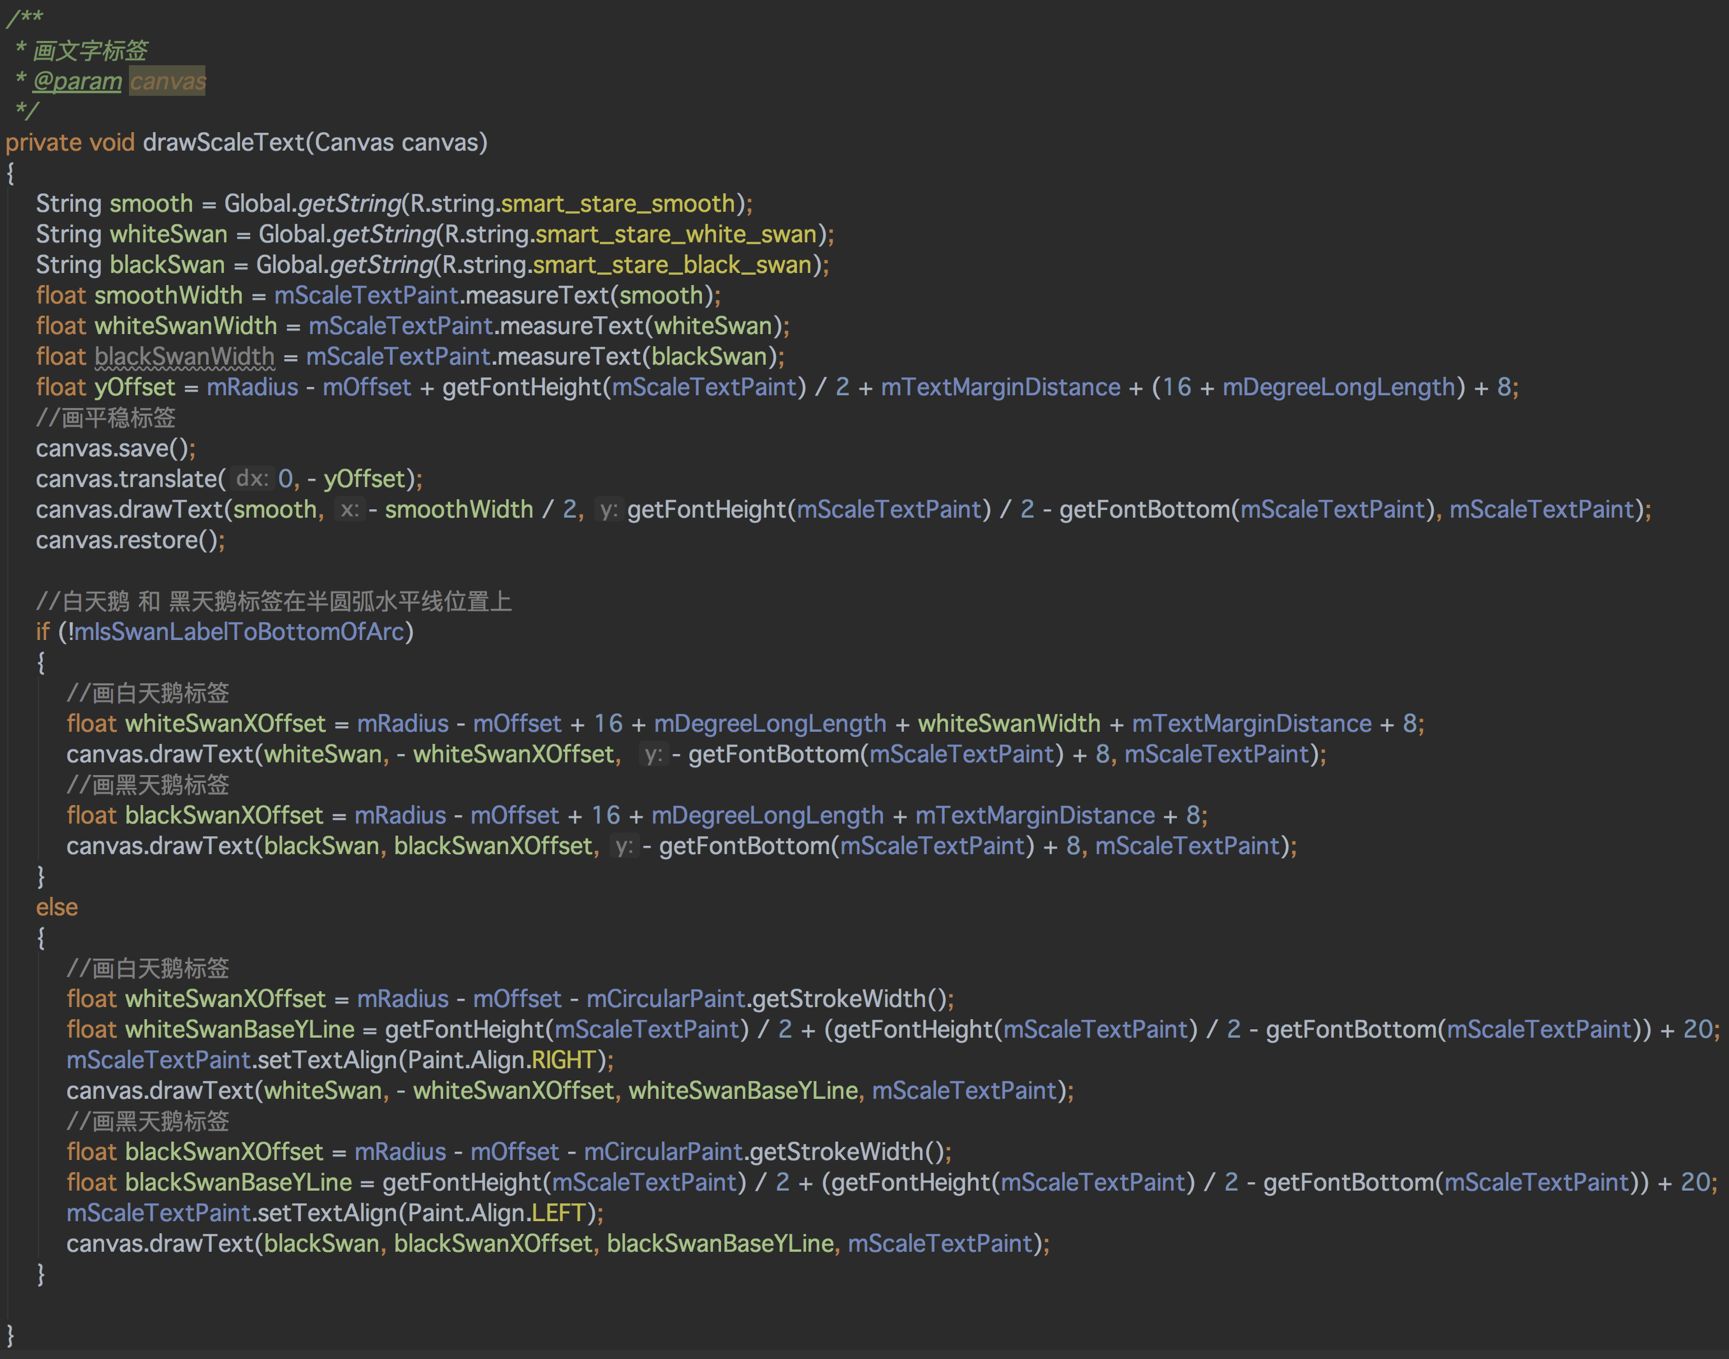 /**
 * 画文字标签
 * @param canvas
 */
private void drawScaleText(Canvas canvas)
{
    String smooth = Global.getString(R.string.smart_stare_smooth);
    String whiteSwan = Global.getString(R.string.smart_stare_white_swan);
    String blackSwan = Global.getString(R.string.smart_stare_black_swan);
    float smoothWidth = mScaleTextPaint.measureText(smooth);
    float whiteSwanWidth = mScaleTextPaint.measureText(whiteSwan);
    float blackSwanWidth = mScaleTextPaint.measureText(blackSwan);
    float yOffset = mRadius - mOffset + getFontHeight(mScaleTextPaint) / 2 + mTextMarginDistance + (16 + mDegreeLongLength) + 8;
    //画平稳标签
    canvas.save();
    canvas.translate( dx: 0, - yOffset);
    canvas.drawText(smooth, x: - smoothWidth / 2, y: getFontHeight(mScaleTextPaint) / 2 - getFontBottom(mScaleTextPaint), mScaleTextPaint);
    canvas.restore();

    //白天鹅 和 黑天鹅标签在半圆弧水平线位置上
    if (!mIsSwanLabelToBottomOfArc)
    {
        //画白天鹅标签
        float whiteSwanXOffset = mRadius - mOffset + 16 + mDegreeLongLength + whiteSwanWidth + mTextMarginDistance + 8;
        canvas.drawText(whiteSwan, - whiteSwanXOffset, y: - getFontBottom(mScaleTextPaint) + 8, mScaleTextPaint);
        //画黑天鹅标签
        float blackSwanXOffset = mRadius - mOffset + 16 + mDegreeLongLength + mTextMarginDistance + 8;
        canvas.drawText(blackSwan, blackSwanXOffset, y: - getFontBottom(mScaleTextPaint) + 8, mScaleTextPaint);
    }
    else
    {
        //画白天鹅标签
        float whiteSwanXOffset = mRadius - mOffset - mCircularPaint.getStrokeWidth();
        float whiteSwanBaseYLine = getFontHeight(mScaleTextPaint) / 2 + (getFontHeight(mScaleTextPaint) / 2 - getFontBottom(mScaleTextPaint)) + 20;
        mScaleTextPaint.setTextAlign(Paint.Align.RIGHT);
        canvas.drawText(whiteSwan, - whiteSwanXOffset, whiteSwanBaseYLine, mScaleTextPaint);
        //画黑天鹅标签
        float blackSwanXOffset = mRadius - mOffset - mCircularPaint.getStrokeWidth();
        float blackSwanBaseYLine = getFontHeight(mScaleTextPaint) / 2 + (getFontHeight(mScaleTextPaint) / 2 - getFontBottom(mScaleTextPaint)) + 20;
        mScaleTextPaint.setTextAlign(Paint.Align.LEFT);
        canvas.drawText(blackSwan, blackSwanXOffset, blackSwanBaseYLine, mScaleTextPaint);
    }

}